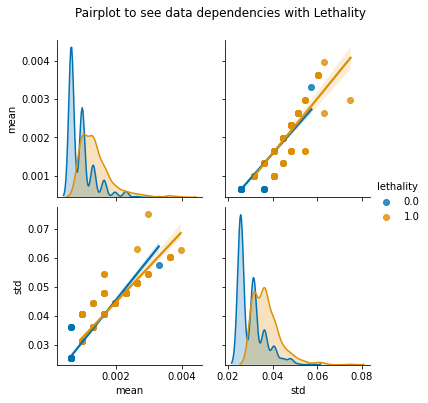 Pairplot to see data dependencies with Lethality
0.004
0.003
0.002
0.001
mean
lethality
0.0
1.0
0.07
0.06
0.05
0.04
0.03
std
0.002 0.004
mean
0.02 0.04 0.06 0.08
std